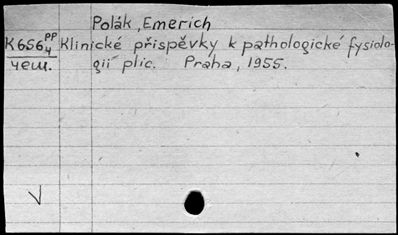 Polák, Emerich
K656 PP/4 Klinické příspěvky k pathologické fysiolo-
чеш. gii plic. Praha, 1955.
V